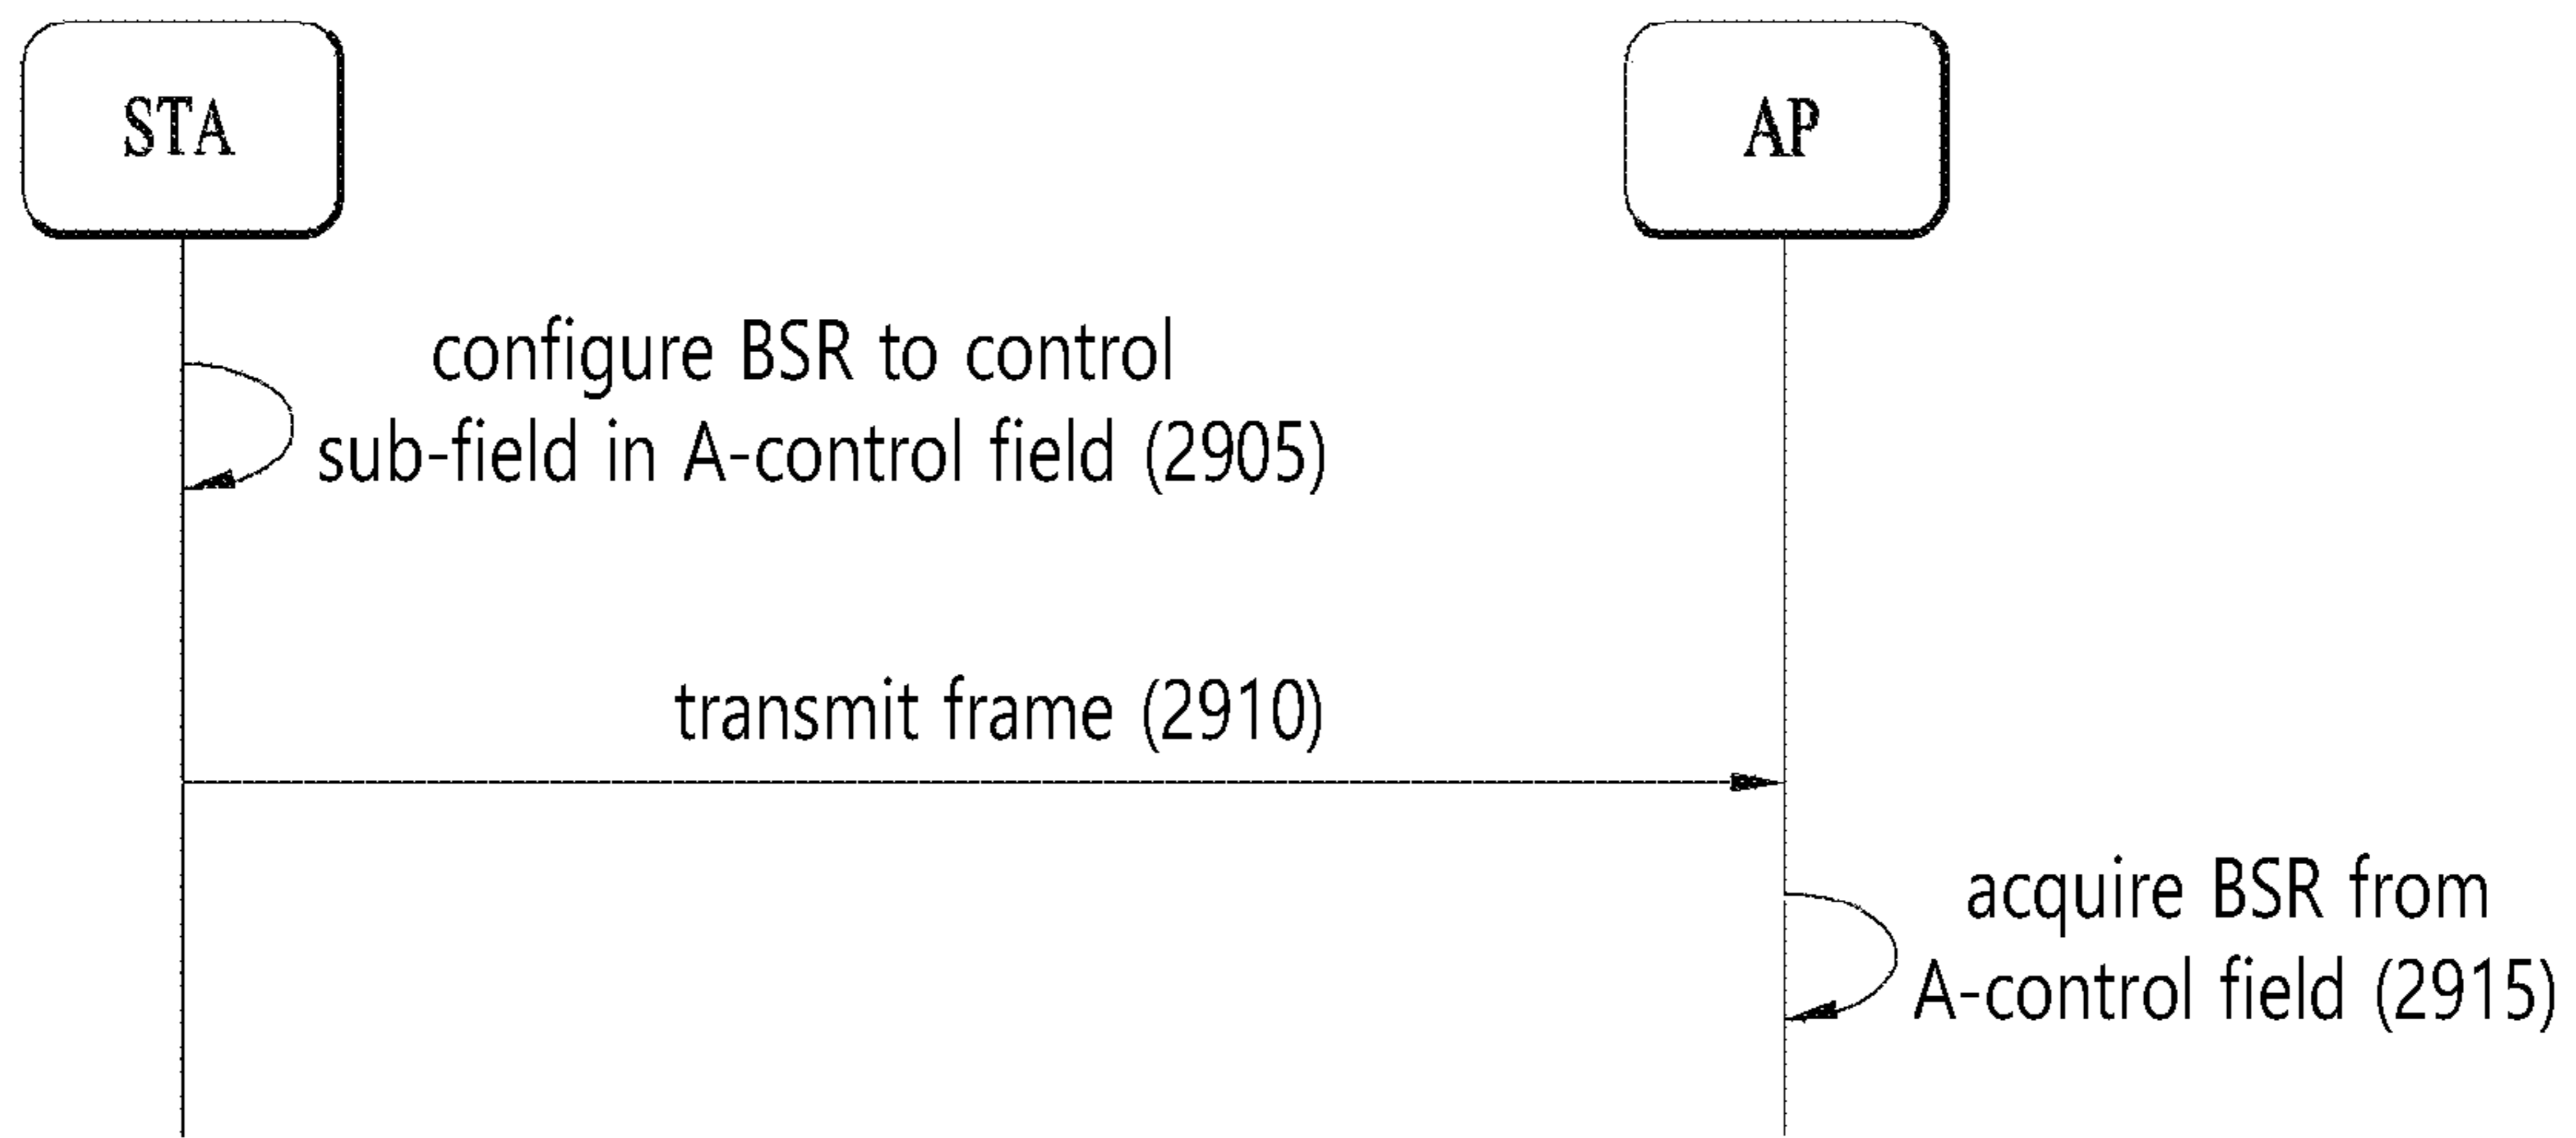 STA
AP
configure BSR to control
sub-field in A-control field (2905)
transmit frame (2910)
acquire BSR from
A-control field (2915)